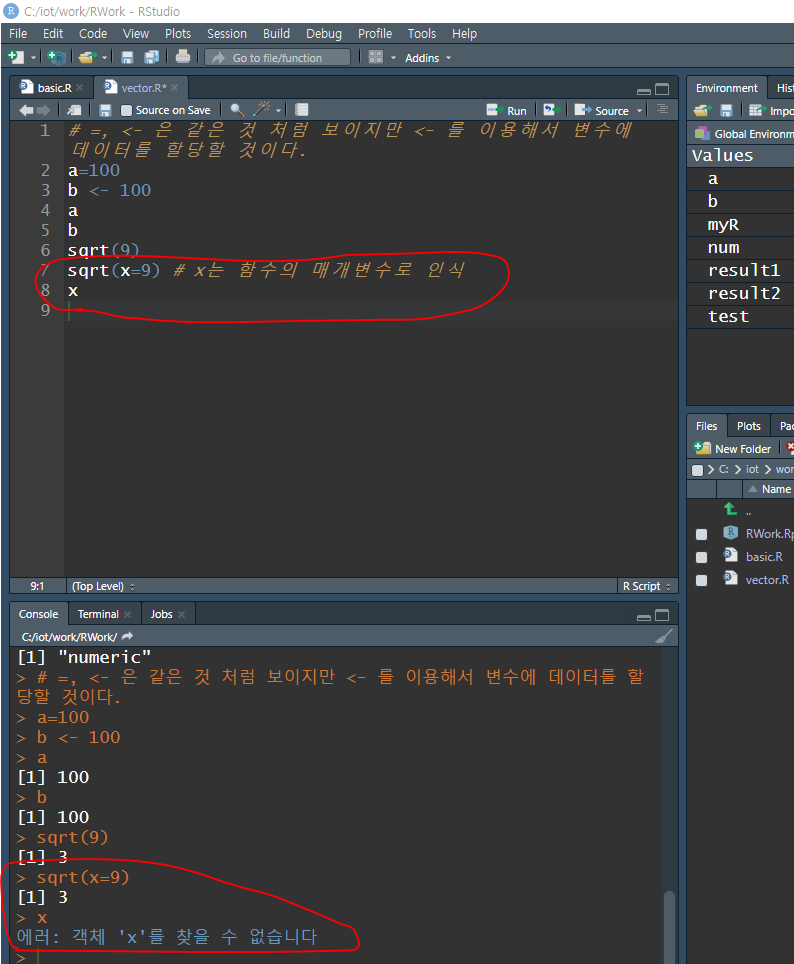 C:/iot/work/RWork - RStudio
File Edit Code View Plots Session Build Debug Profile Tools Help
Go to file/function Addins
basic.R vector.R*
Source on Save Run Source
1 # =, <- 은 같은 것 처럼 보이지만 <- 를 이용해서 변수에
데이터를 할당할 것이다.
2 a=100
3 b <- 100
4 a
5 b
6 sqrt(9)
7 sqrt(x=9) # x는 함수의 매개변수로 인식
8 x
9
9:1 (Top Level) R Script
Console Terminal Jobs
C:/iot/work/RWork/
[1] "numeric"
> # =, <- 은 같은 것 처럼 보이지만 <- 를 이용해서 변수에 데이터를 할
당할 것이다.
> a=100
> b <- 100
> a
[1] 100
> b
[1] 100
> sqrt(9)
[1] 3
> sqrt(x=9)
[1] 3
> x
에러: 객체 'x'를 찾을 수 없습니다
>
Environment His
Impo
Global Environm
Values
a
b
myR
num
result1
result2
test
Files Plots Pac
New Folder
C: > iot > wor
Name
..
RWork.Rp
basic.R
vector.R